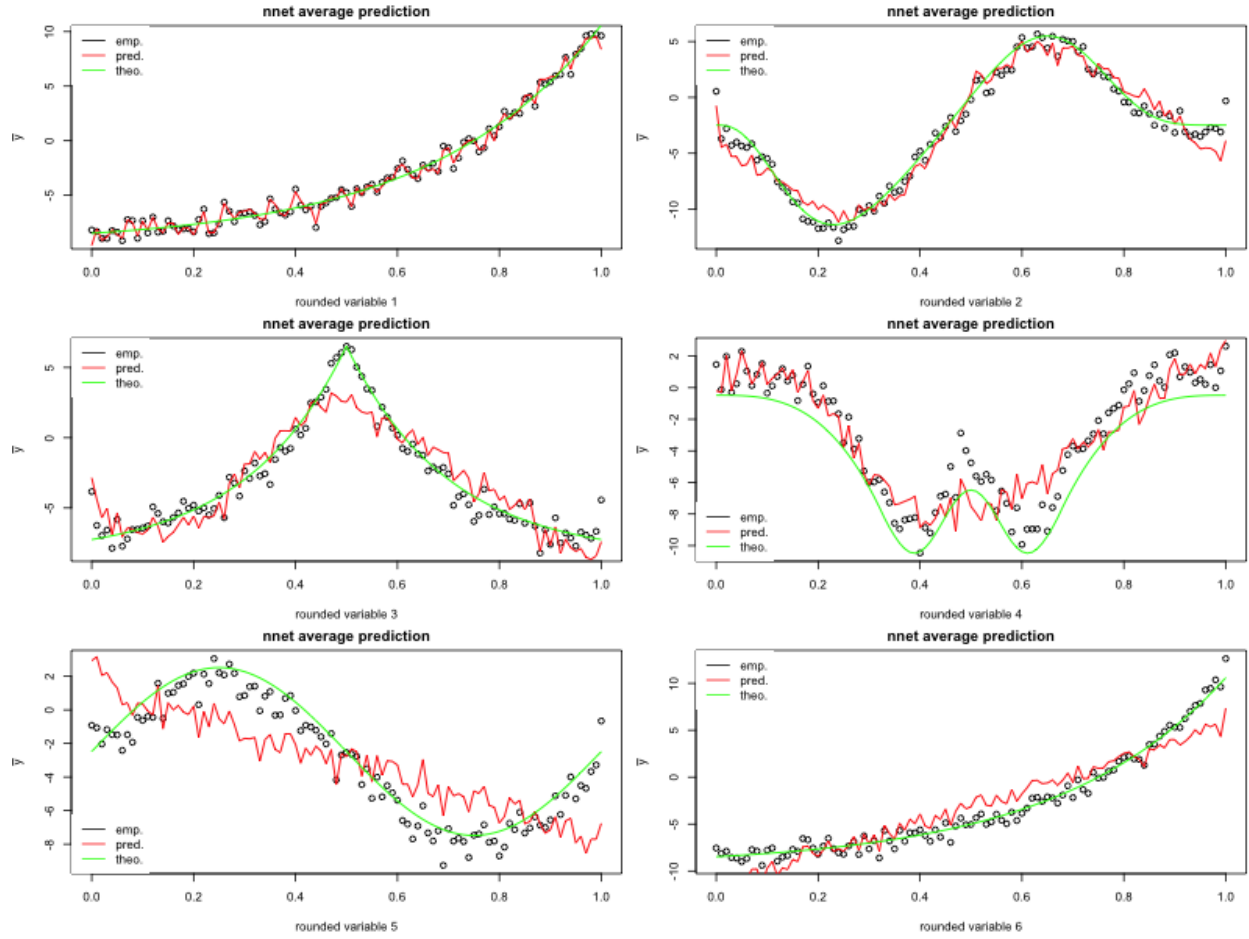 nnet average prediction
emp.
pred.
theo.
10
5
0
-5
y
0.0 0.2 0.4 0.6 0.8 1.0
rounded variable 1
nnet average prediction
emp.
pred.
theo.
5
0
-5
-10
y
0.0 0.2 0.4 0.6 0.8 1.0
rounded variable 2
nnet average prediction
emp.
pred.
theo.
5
0
-5
y
0.0 0.2 0.4 0.6 0.8 1.0
rounded variable 3
nnet average prediction
2
0
-2
-4
-6
-8
-10
y
emp.
pred.
theo.
0.0 0.2 0.4 0.6 0.8 1.0
rounded variable 4
nnet average prediction
2
0
-2
-4
-6
-8
y
emp.
pred.
theo.
0.0 0.2 0.4 0.6 0.8 1.0
rounded variable 5
nnet average prediction
emp.
pred.
theo.
10
5
0
-5
-10
y
0.0 0.2 0.4 0.6 0.8 1.0
rounded variable 6